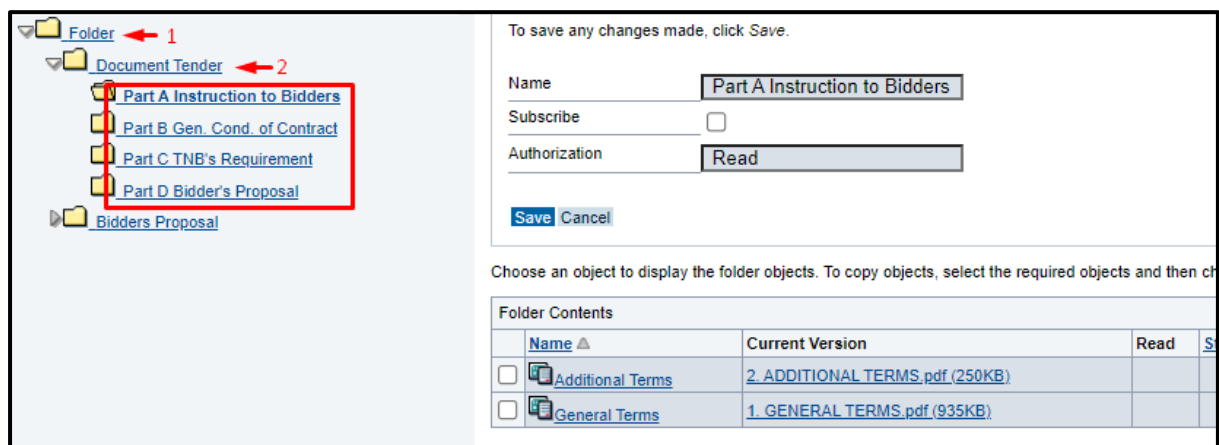 Folder 1
Document Tender 2
Part A Instruction to Bidders
Part B Gen. Cond. of Contract
Part C TNB's Requirement
Part D Bidder's Proposal
Bidders Proposal
To save any changes made, click Save.
Name Part A Instruction to Bidders
Subscribe
Authorization Read
Save Cancel
Choose an object to display the folder objects. To copy objects, select the required objects and then
Folder Contents
Name Current Version Read
Additional Terms 2. ADDITIONAL TERMS.pdf (250KB)
General Terms 1. GENERAL TERMS.pdf (935KB)